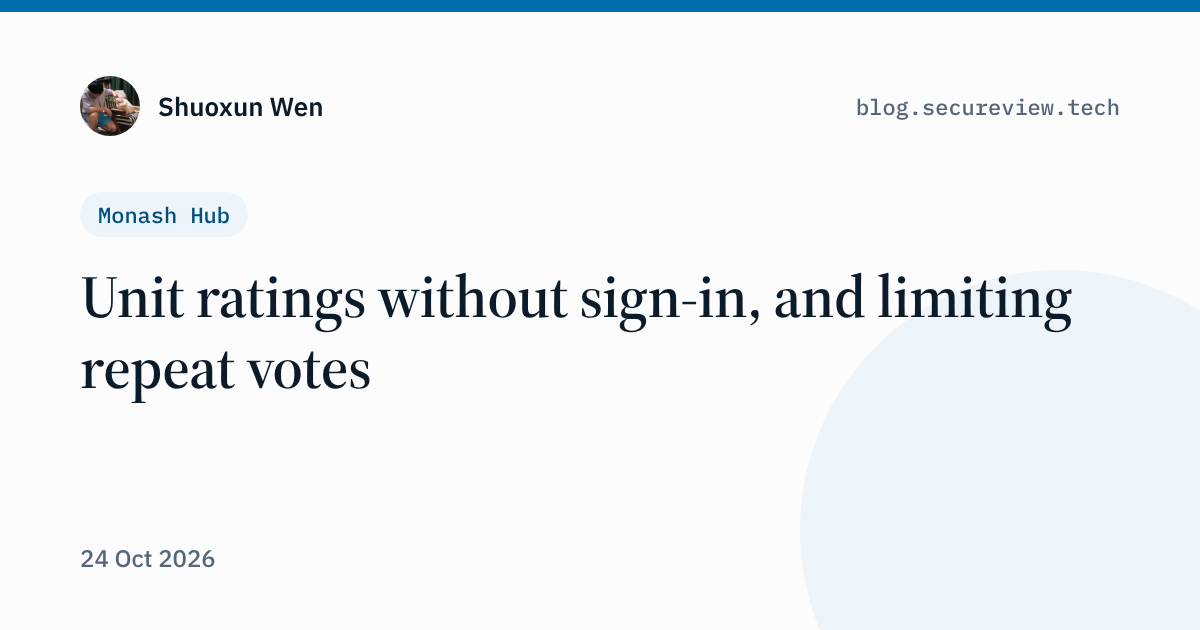 Shuoxun Wen
blog.secureview.tech
Monash Hub
Unit ratings without sign-in, and limiting
repeat votes
24 Oct 2026